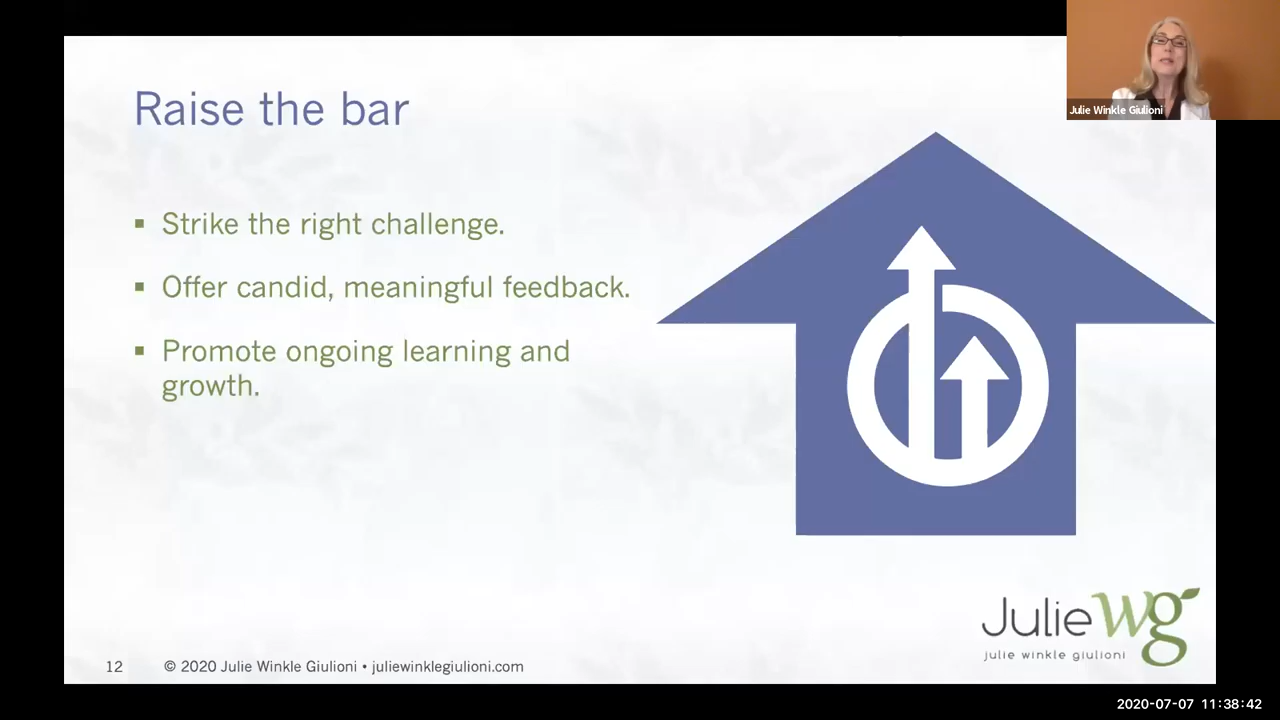 Julie Winkle Giulioni
Raise the bar
▪ Strike the right challenge.
▪ Offer candid, meaningful feedback.
▪ Promote ongoing learning and
growth.
Julie wg
julie winkle giulioni
12 © 2020 Julie Winkle Giulioni • juliewinklegiulioni.com
2020-07-07 11:38:42